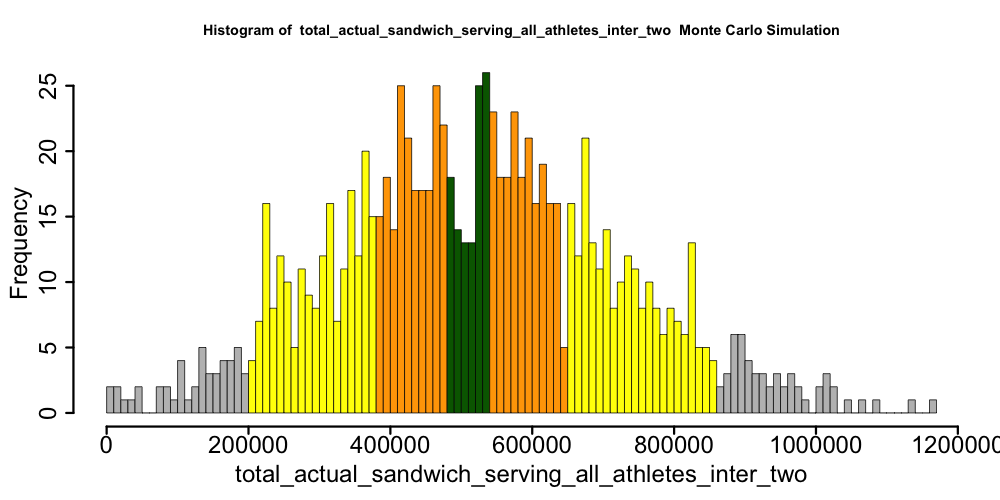 Histogram of total_actual_sandwich_serving_all_athletes_inter_two Monte Carlo Simulation
25
20
15
10
5
0
Frequency
0 200000 400000 600000 800000 1000000 1200000
total_actual_sandwich_serving_all_athletes_inter_two